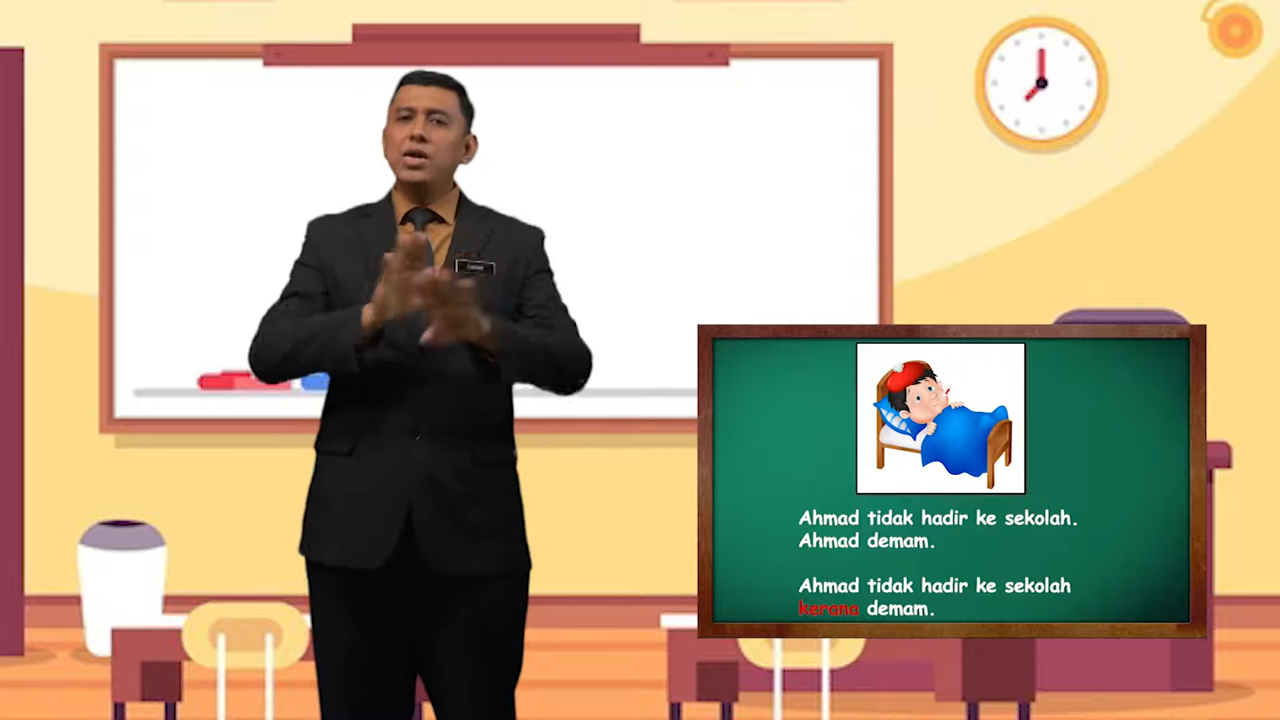 Ahmad tidak hadir ke sekolah.
Ahmad demam.
Ahmad tidak hadir ke sekolah
kerana demam.